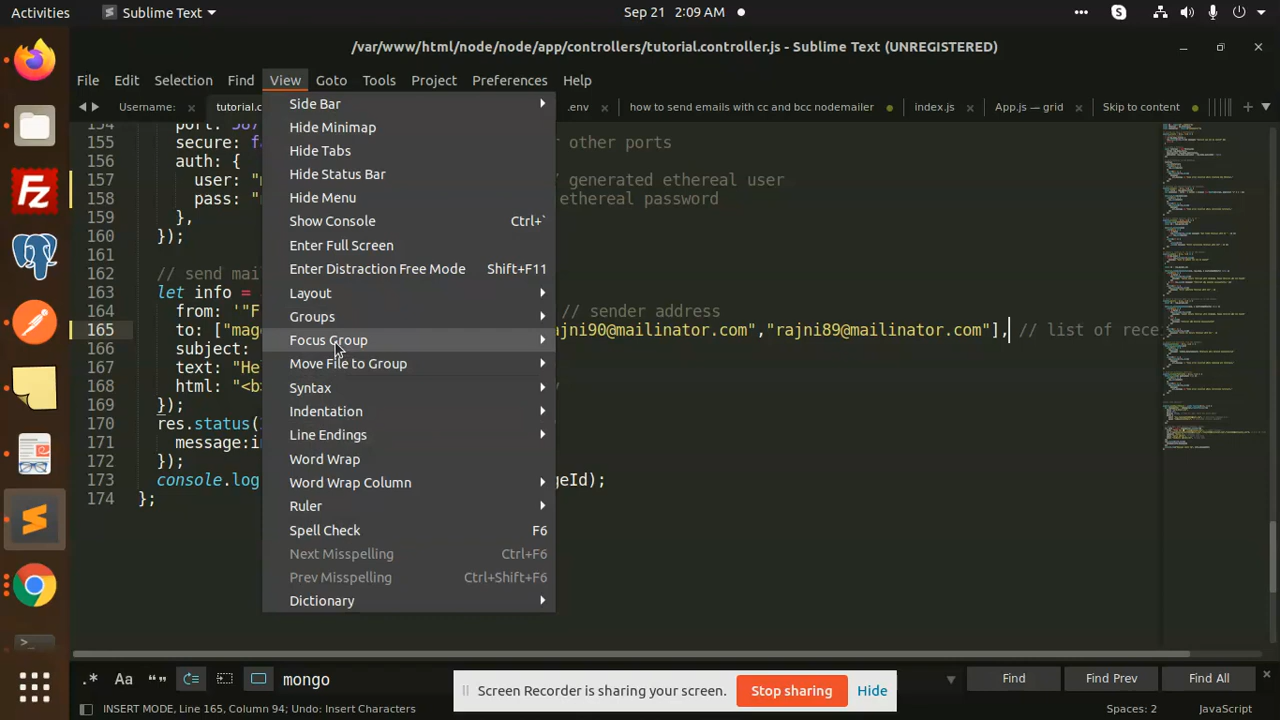 Activities Sublime Text Sep 21 2:09 AM
/var/www/html/node/node/app/controllers/tutorial.controller.js - Sublime Text (UNREGISTERED)
File Edit Selection Find View Goto Tools Project Preferences Help
Username: tutorial.c .env how to send emails with cc and bcc nodemailer index.js App.js — grid Skip to content
Side Bar
Hide Minimap
Hide Tabs
Hide Status Bar
Hide Menu
Show Console Ctrl+`
Enter Full Screen
Enter Distraction Free Mode Shift+F11
Layout
Groups
Focus Group
Move File to Group
Syntax
Indentation
Line Endings
Word Wrap
Word Wrap Column
Ruler
Spell Check F6
Next Misspelling Ctrl+F6
Prev Misspelling Ctrl+Shift+F6
Dictionary
154 port: 587
155 secure: fa other ports
156 auth: {
157 user: " / generated ethereal user
158 pass: " ethereal password
159 },
160 });
161
162 // send mai
163 let info =
164 from: '"F // sender address
165 to: ["mag ajni90@mailinator.com","rajni89@mailinator.com"], // list of rece
166 subject:
167 text: "He
168 html: "<b
169 });
170 res.status(
171 message:i
172 });
173 console.log geId);
174 };
.* Aa “” mongo Find Find Prev Find All
Screen Recorder is sharing your screen. Stop sharing Hide
INSERT MODE, Line 165, Column 94; Undo: Insert Characters Spaces: 2 JavaScript